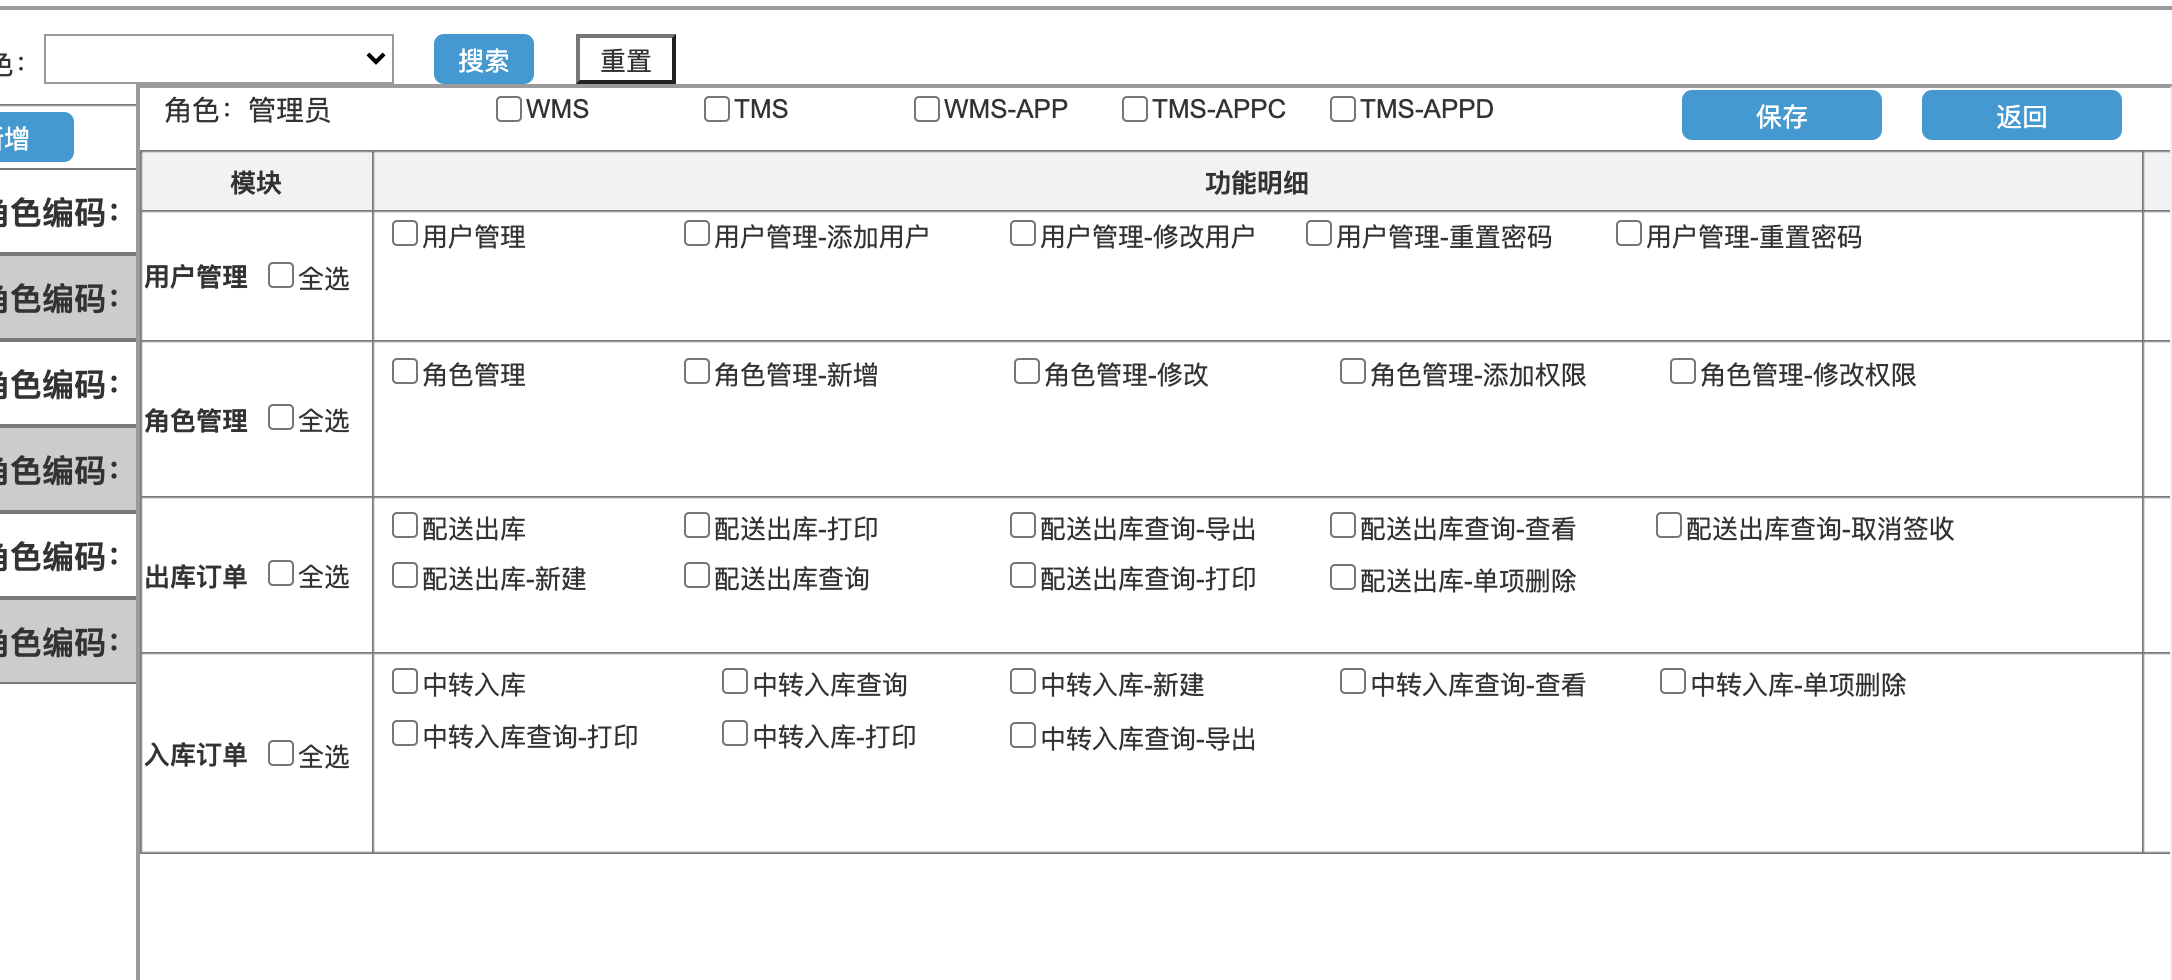 色： 搜索 重置
角色：管理员 WMS TMS WMS-APP TMS-APPC TMS-APPD 保存 返回
新增
模块 功能明细
角色编码：
用户管理 全选 用户管理 用户管理-添加用户 用户管理-修改用户 用户管理-重置密码 用户管理-重置密码
角色编码：
角色编码：
角色管理 全选 角色管理 角色管理-新增 角色管理-修改 角色管理-添加权限 角色管理-修改权限
角色编码：
出库订单 全选 配送出库 配送出库-打印 配送出库查询-导出 配送出库查询-查看 配送出库查询-取消签收
配送出库-新建 配送出库查询 配送出库查询-打印 配送出库-单项删除
角色编码：
角色编码：
入库订单 全选 中转入库 中转入库查询 中转入库-新建 中转入库查询-查看 中转入库-单项删除
中转入库查询-打印 中转入库-打印 中转入库查询-导出